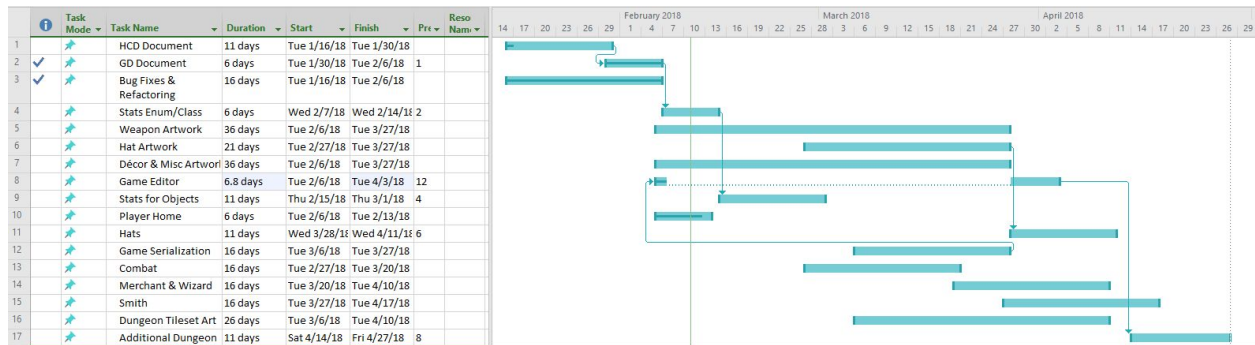 Task Mode Task Name Duration Start Finish Pre Reso Nam
February 2018 March 2018 April 2018
14 17 20 23 26 29 1 4 7 10 13 16 19 22 25 28 3 6 9 12 15 18 21 24 27 30 2 5 8 11 14 17 20 23 26 29
1 HCD Document 11 days Tue 1/16/18 Tue 1/30/18
2 GD Document 6 days Tue 1/30/18 Tue 2/6/18 1
3 Bug Fixes & Refactoring 16 days Tue 1/16/18 Tue 2/6/18
4 Stats Enum/Class 6 days Wed 2/7/18 Wed 2/14/18 2
5 Weapon Artwork 36 days Tue 2/6/18 Tue 3/27/18
6 Hat Artwork 21 days Tue 2/27/18 Tue 3/27/18
7 Décor & Misc Artworl 36 days Tue 2/6/18 Tue 3/27/18
8 Game Editor 6.8 days Tue 2/6/18 Tue 4/3/18 12
9 Stats for Objects 11 days Thu 2/15/18 Thu 3/1/18 4
10 Player Home 6 days Tue 2/6/18 Tue 2/13/18
11 Hats 11 days Wed 3/28/18 Wed 4/11/18 6
12 Game Serialization 16 days Tue 3/6/18 Tue 3/27/18
13 Combat 16 days Tue 2/27/18 Tue 3/20/18
14 Merchant & Wizard 16 days Tue 3/20/18 Tue 4/10/18
15 Smith 16 days Tue 3/27/18 Tue 4/17/18
16 Dungeon Tileset Art 26 days Tue 3/6/18 Tue 4/10/18
17 Additional Dungeon 11 days Sat 4/14/18 Fri 4/27/18 8